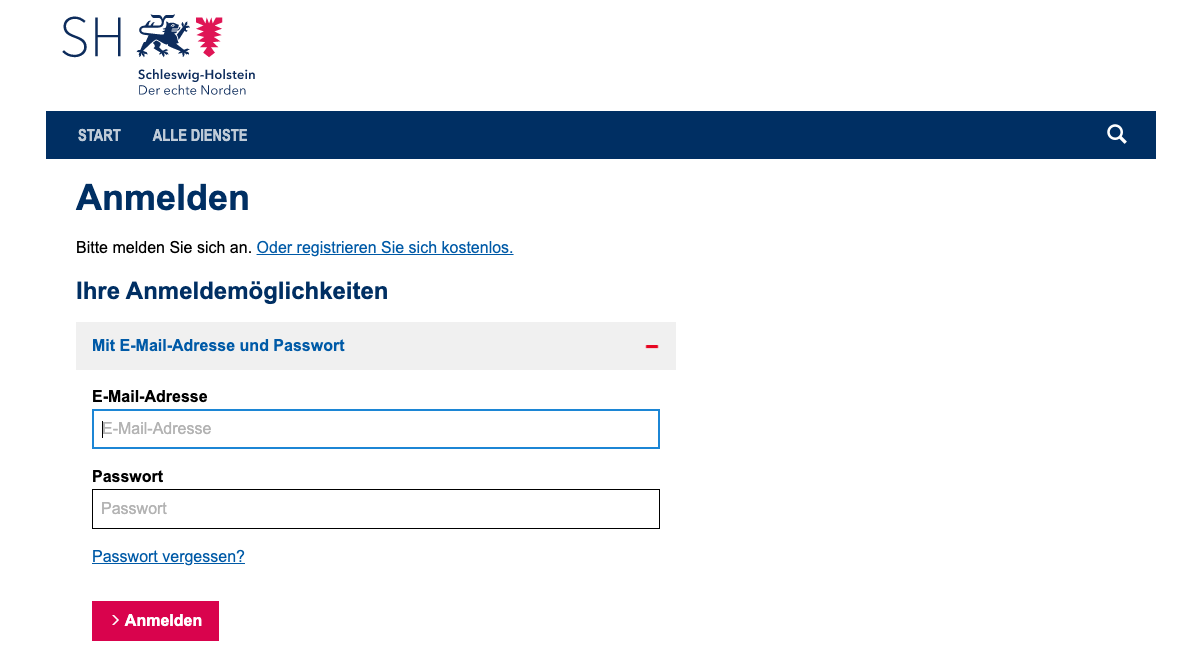 SH
Schleswig-Holstein
Der echte Norden
START ALLE DIENSTE
Anmelden
Bitte melden Sie sich an. Oder registrieren Sie sich kostenlos.
Ihre Anmeldemöglichkeiten
Mit E-Mail-Adresse und Passwort
E-Mail-Adresse
E-Mail-Adresse
Passwort
Passwort
Passwort vergessen?
Anmelden